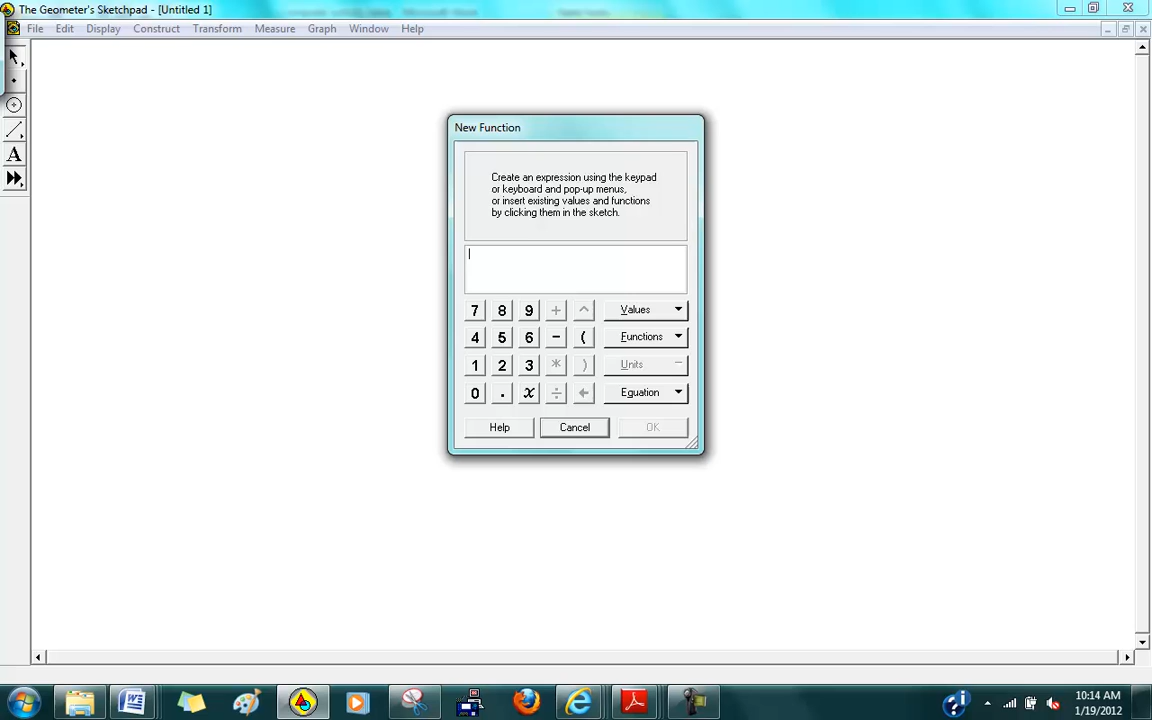 The Geometer's Sketchpad - [Untitled 1]
File Edit Display Construct Transform Measure Graph Window Help
A
New Function
Create an expression using the keypad
or keyboard and pop-up menus,
or insert existing values and functions
by clicking them in the sketch.
7 8 9 + ^ Values
4 5 6 - ( Functions
1 2 3 * ) Units
0 . x ÷ ← Equation
Help Cancel OK
10:14 AM
1/19/2012